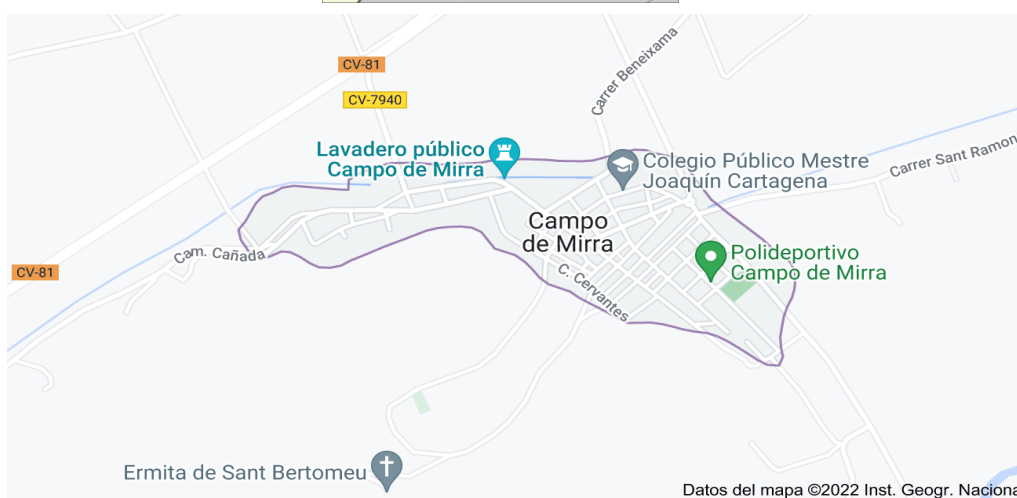 CV-81
CV-7940
Carrer Beneixama
Lavadero público
Campo de Mirra
Colegio Público Mestre
Joaquín Cartagena
Carrer Sant Ramon
Campo
de Mirra
Cam. Cañada
Polideportivo
Campo de Mirra
CV-81
C. Cervantes
Ermita de Sant Bertomeu
Datos del mapa ©2022 Inst. Geogr. Naciona